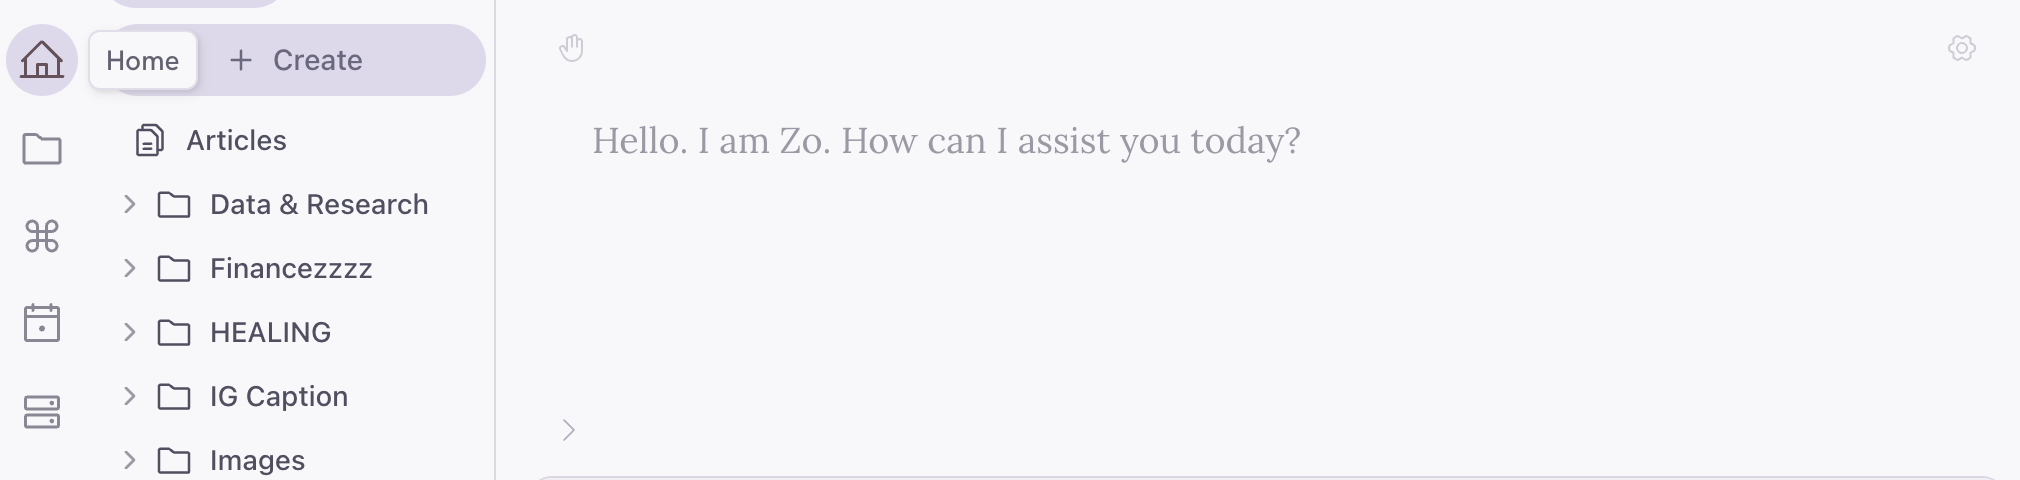 Home
Create
Articles
Data & Research
Financezzzz
HEALING
IG Caption
Images
Hello. I am Zo. How can I assist you today?